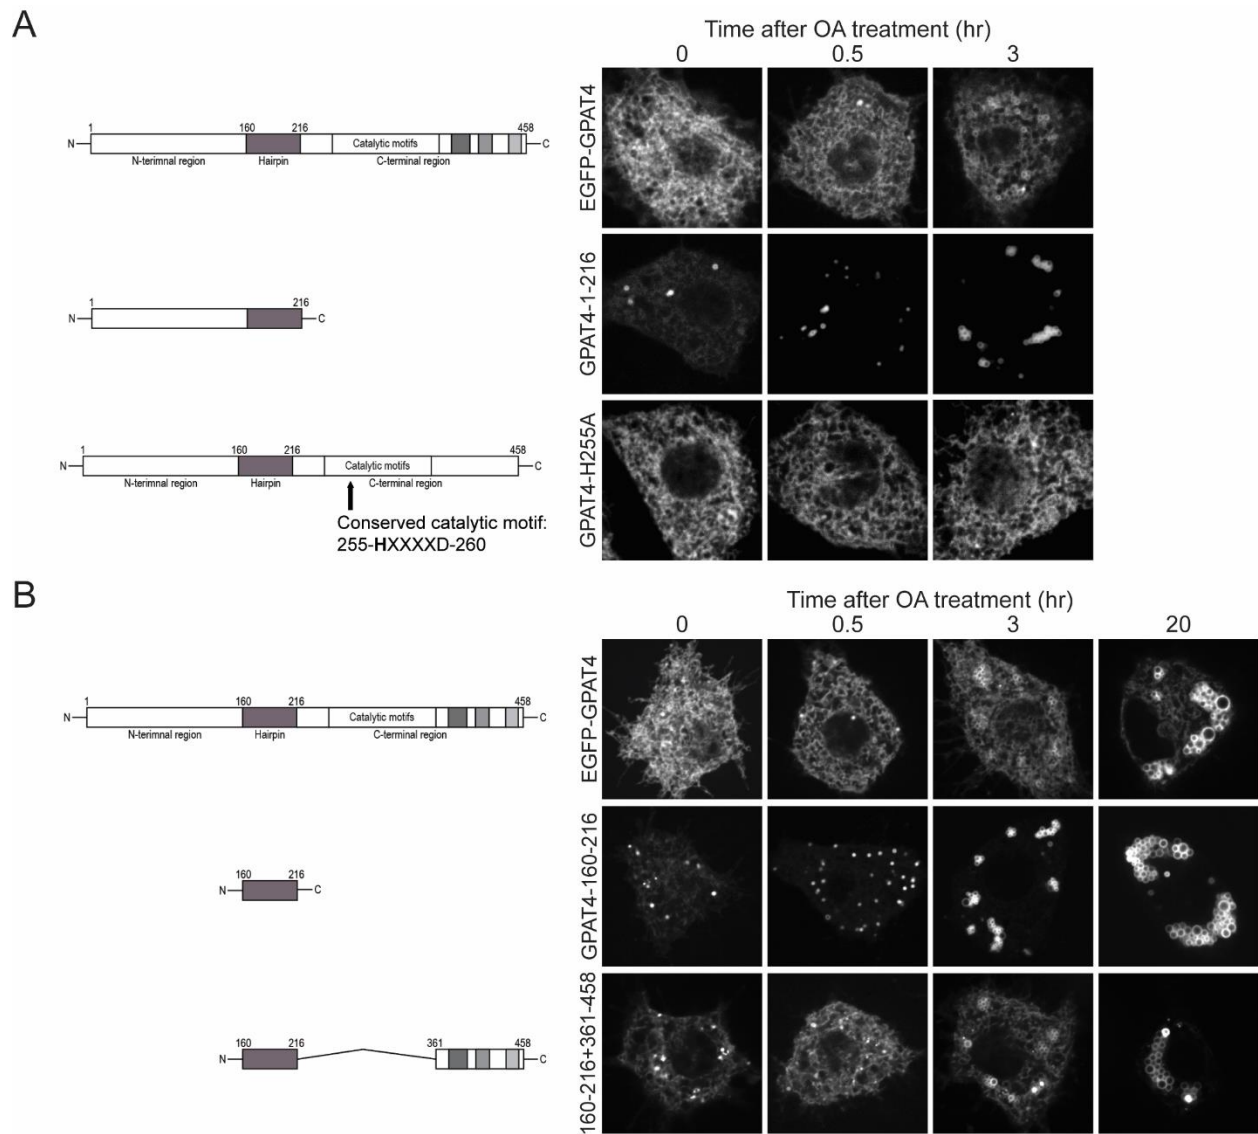 A
Time after OA treatment (hr)
0 0.5 3
1 160 216 458
N Catalytic motifs C
N-terimnal region Hairpin C-terminal region
EGFP-GPAT4
1 216
N C
GPAT4-1-216
1 160 216 458
N Catalytic motifs C
N-terimnal region Hairpin C-terminal region
Conserved catalytic motif:
255-HXXXXD-260
GPAT4-H255A
B
Time after OA treatment (hr)
0 0.5 3 20
1 160 216 458
N Catalytic motifs C
N-terimnal region Hairpin C-terminal region
EGFP-GPAT4
160 216
N C
GPAT4-160-216
160 216 361 458
N C
160-216+361-458